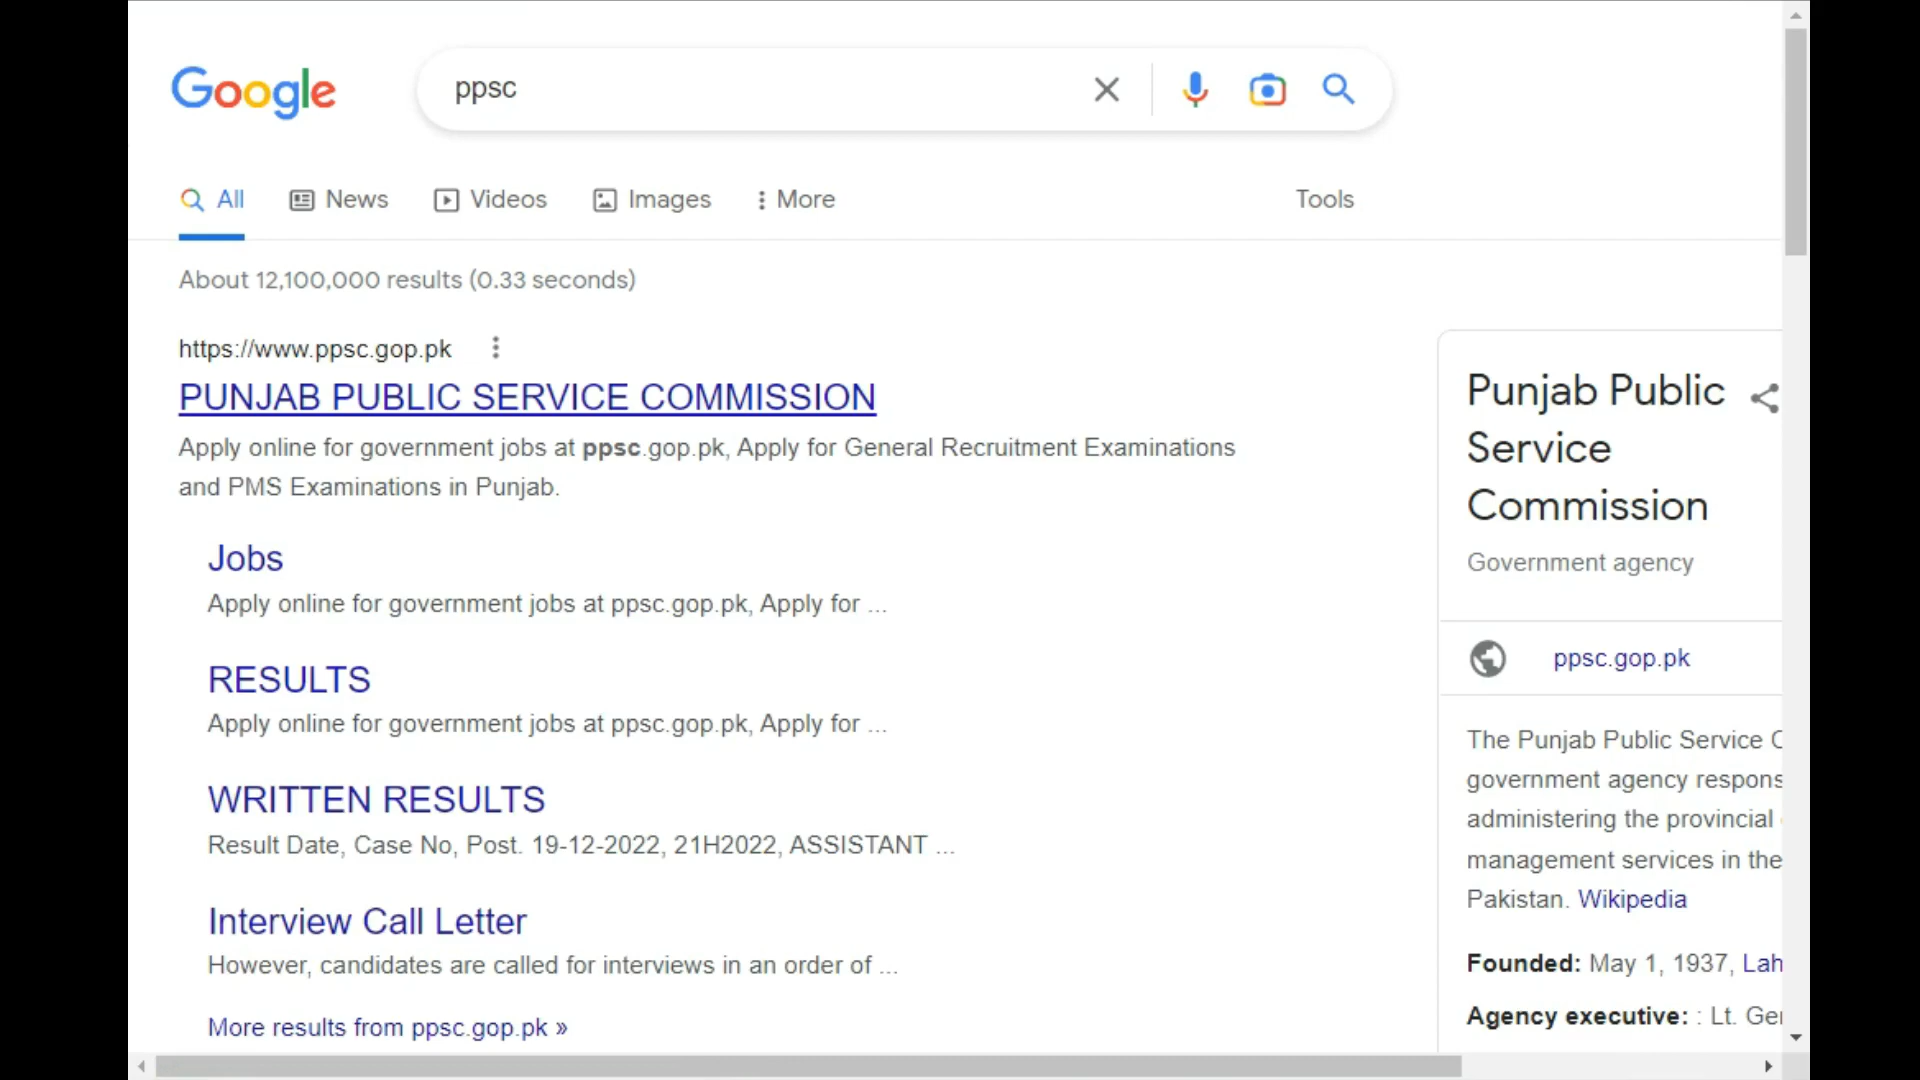 Google
ppsc
All
News
Videos
Images
More
Tools
About 12,100,000 results (0.33 seconds)
https://www.ppsc.gop.pk
PUNJAB PUBLIC SERVICE COMMISSION
Apply online for government jobs at ppsc.gop.pk, Apply for General Recruitment Examinations
and PMS Examinations in Punjab.
Jobs
Apply online for government jobs at ppsc.gop.pk, Apply for ...
RESULTS
Apply online for government jobs at ppsc.gop.pk, Apply for ...
WRITTEN RESULTS
Result Date, Case No, Post. 19-12-2022, 21H2022, ASSISTANT ...
Interview Call Letter
However, candidates are called for interviews in an order of ...
More results from ppsc.gop.pk »
Punjab Public
Service
Commission
Government agency
ppsc.gop.pk
The Punjab Public Service
government agency respons
administering the provincial
management services in the
Pakistan. Wikipedia
Founded: May 1, 1937, Lah
Agency executive: : Lt. Ge